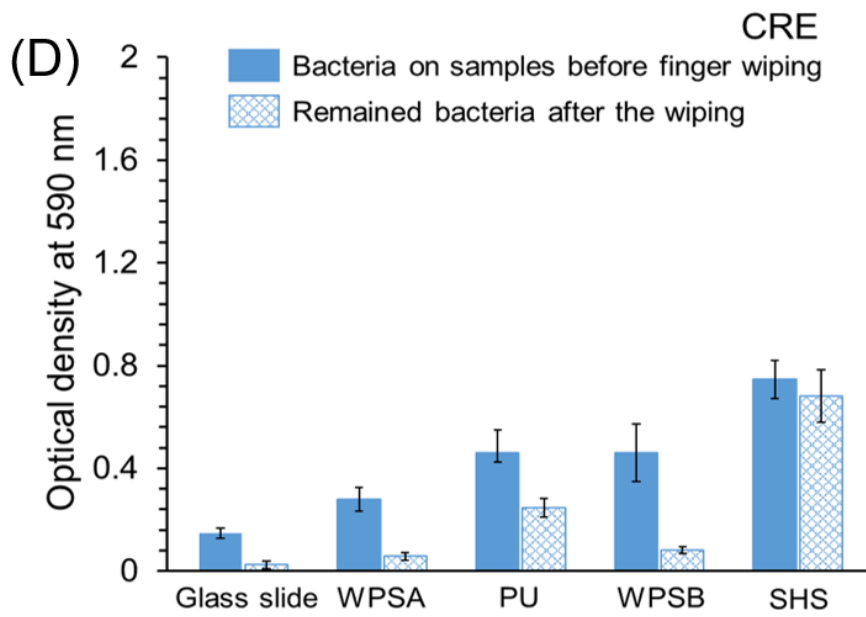 (D)
CRE
Bacteria on samples before finger wiping
Remained bacteria after the wiping
Optical density at 590 nm
2
1.6
1.2
0.8
0.4
0
Glass slide WPSA PU WPSB SHS